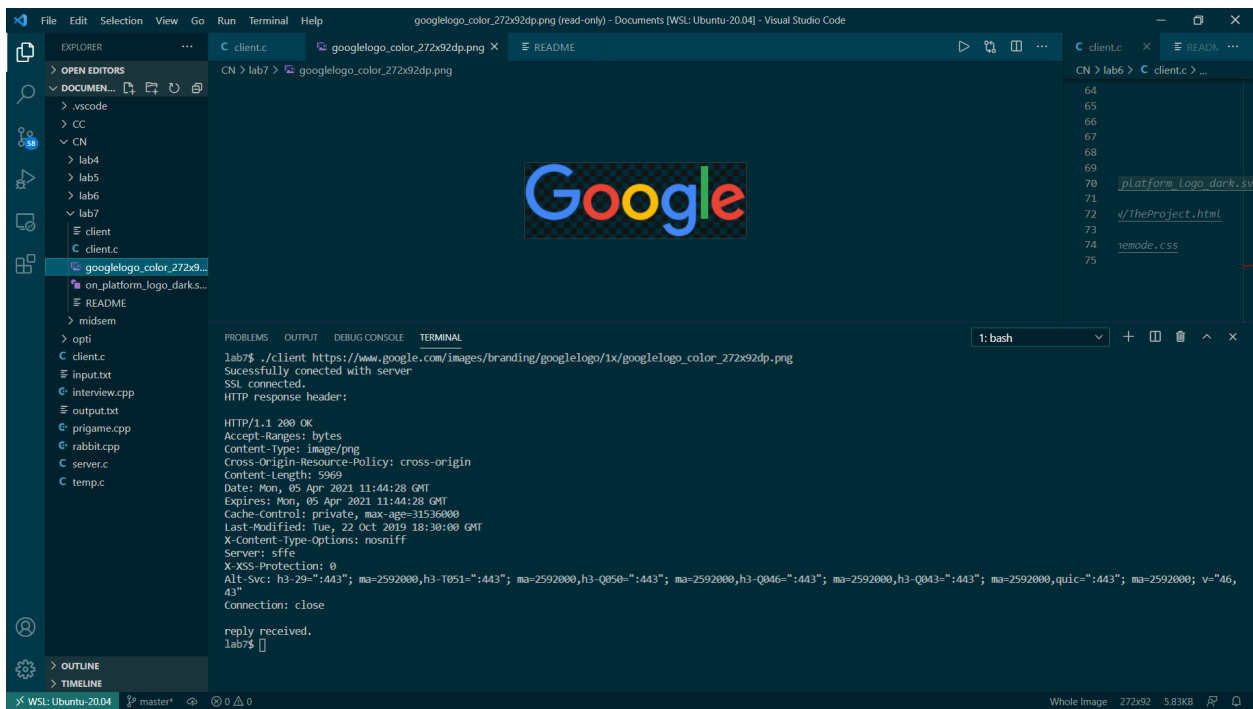 File Edit Selection View Go Run Terminal Help googlelogo_color_272x92dp.png (read-only) - Documents [WSL: Ubuntu-20.04] - Visual Studio Code
EXPLORER
OPEN EDITORS
DOCUMEN...
.vscode
CC
CN
lab4
lab5
lab6
lab7
client
C client.c
googlelogo_color_272x9...
on_platform_logo_dark.s...
README
midsem
opti
C client.c
input.txt
interview.cpp
output.txt
prigame.cpp
rabbit.cpp
C server.c
C temp.c
OUTLINE
TIMELINE
58
C client.c googlelogo_color_272x92dp.png README
CN > lab7 > googlelogo_color_272x92dp.png
Google
C client.c READN
CN > lab6 > C client.c > ...
64
65
66
67
68
69
70 platform_logo_dark.sv
71
72 /TheProject.html
73
74 nemode.css
75
PROBLEMS OUTPUT DEBUG CONSOLE TERMINAL 1: bash
lab7$ ./client https://www.google.com/images/branding/googlelogo/1x/googlelogo_color_272x92dp.png
Sucessfully conected with server
SSL connected.
HTTP response header:
HTTP/1.1 200 OK
Accept-Ranges: bytes
Content-Type: image/png
Cross-Origin-Resource-Policy: cross-origin
Content-Length: 5969
Date: Mon, 05 Apr 2021 11:44:28 GMT
Expires: Mon, 05 Apr 2021 11:44:28 GMT
Cache-Control: private, max-age=31536000
Last-Modified: Tue, 22 Oct 2019 18:30:00 GMT
X-Content-Type-Options: nosniff
Server: sffe
X-XSS-Protection: 0
Alt-Svc: h3-29=":443"; ma=2592000,h3-T051=":443"; ma=2592000,h3-Q050=":443"; ma=2592000,h3-Q046=":443"; ma=2592000,h3-Q043=":443"; ma=2592000,quic=":443"; ma=2592000; v="46,
43"
Connection: close
reply received.
lab7$
WSL: Ubuntu-20.04 master* 0 0 Whole Image 272x92 5.83KB